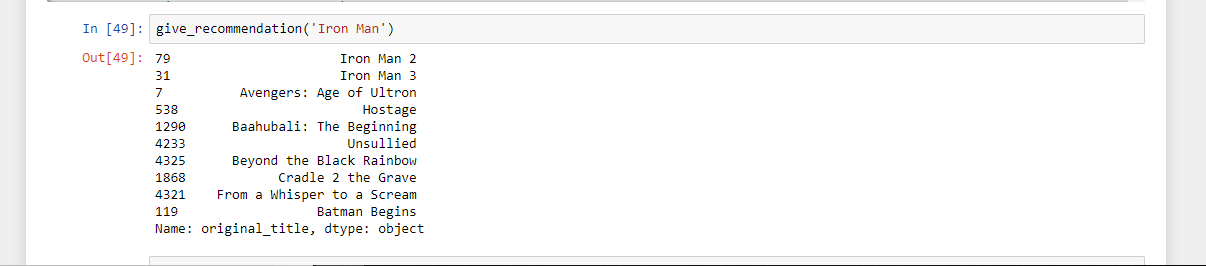 In [49]: give_recommendation('Iron Man')
Out[49]: 79 Iron Man 2
31 Iron Man 3
7 Avengers: Age of Ultron
538 Hostage
1290 Baahubali: The Beginning
4233 Unsullied
4325 Beyond the Black Rainbow
1868 Cradle 2 the Grave
4321 From a Whisper to a Scream
119 Batman Begins
Name: original_title, dtype: object